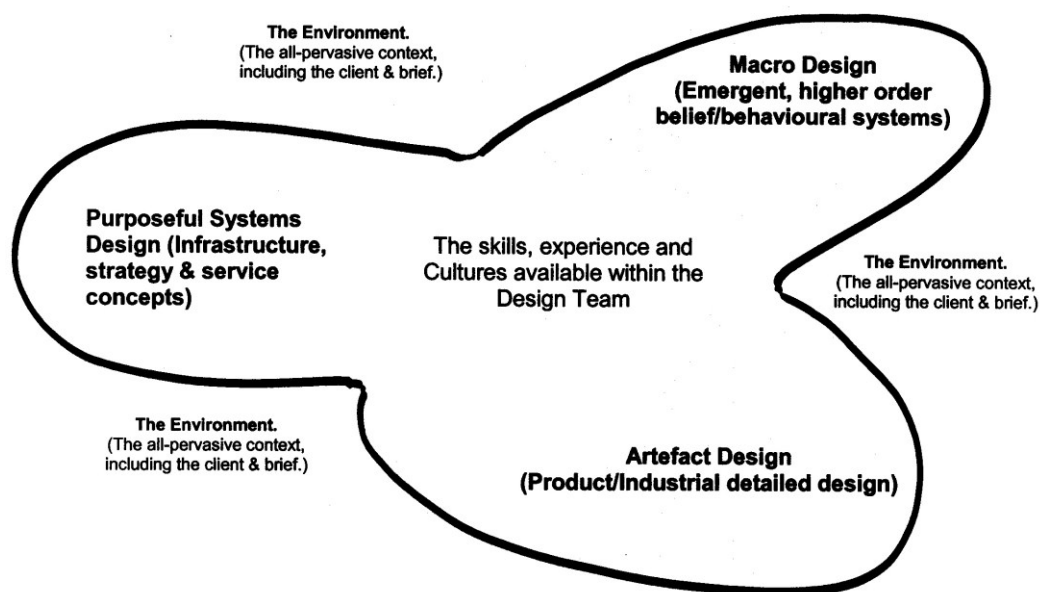 The Environment.
(The all-pervasive context,
including the client & brief.)
Macro Design
(Emergent, higher order
belief/behavioural systems)
Purposeful Systems
Design (Infrastructure,
strategy & service
concepts)
The skills, experience and
Cultures available within the
Design Team
The Environment.
(The all-pervasive context,
including the client & brief.)
The Environment.
(The all-pervasive context,
including the client & brief.)
Artefact Design
(Product/Industrial detailed design)